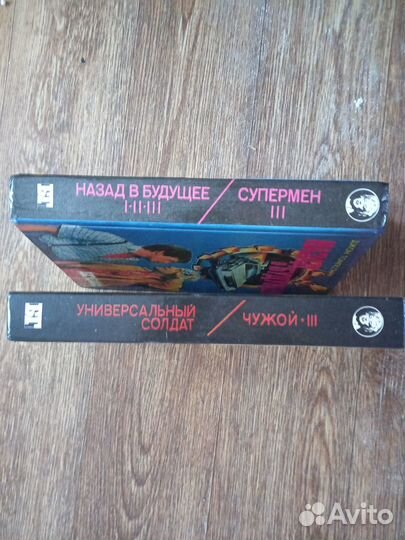 НАЗАД В БУДУЩЕЕ
I·II·III
СУПЕРМЕН
III
УНИВЕРСАЛЬНЫЙ
СОЛДАТ
ЧУЖОЙ·III
Avito